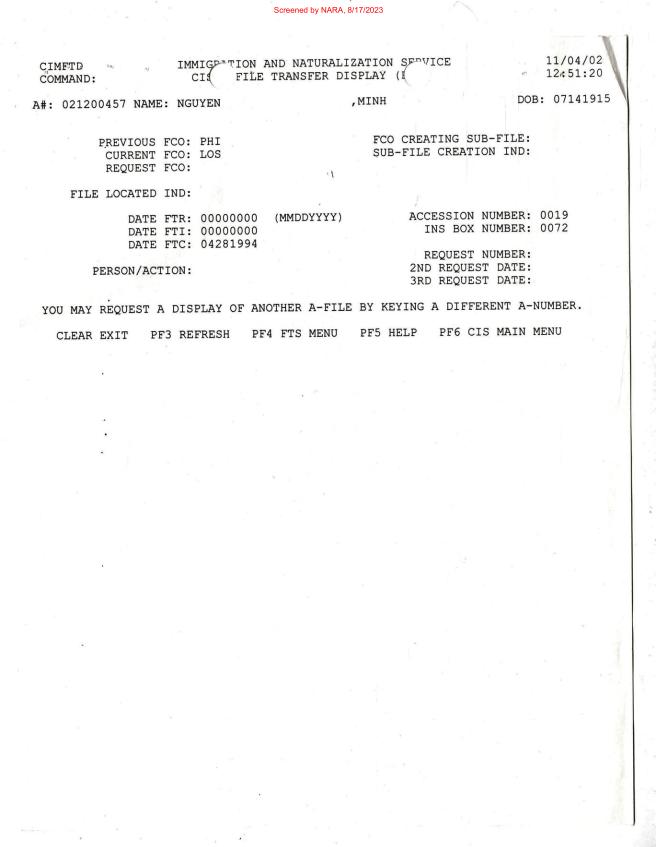 Screened by NARA, 8/17/2023
CIMFTD IMMIGRATION AND NATURALIZATION SERVICE 11/04/02
COMMAND: CIS FILE TRANSFER DISPLAY ( 12:51:20
A#: 021200457 NAME: NGUYEN ,MINH DOB: 07141915
PREVIOUS FCO: PHI FCO CREATING SUB-FILE:
CURRENT FCO: LOS SUB-FILE CREATION IND:
REQUEST FCO:
FILE LOCATED IND:
DATE FTR: 00000000 (MMDDYYYY) ACCESSION NUMBER: 0019
DATE FTI: 00000000 INS BOX NUMBER: 0072
DATE FTC: 04281994
REQUEST NUMBER:
PERSON/ACTION: 2ND REQUEST DATE:
3RD REQUEST DATE:
YOU MAY REQUEST A DISPLAY OF ANOTHER A-FILE BY KEYING A DIFFERENT A-NUMBER.
CLEAR EXIT PF3 REFRESH PF4 FTS MENU PF5 HELP PF6 CIS MAIN MENU